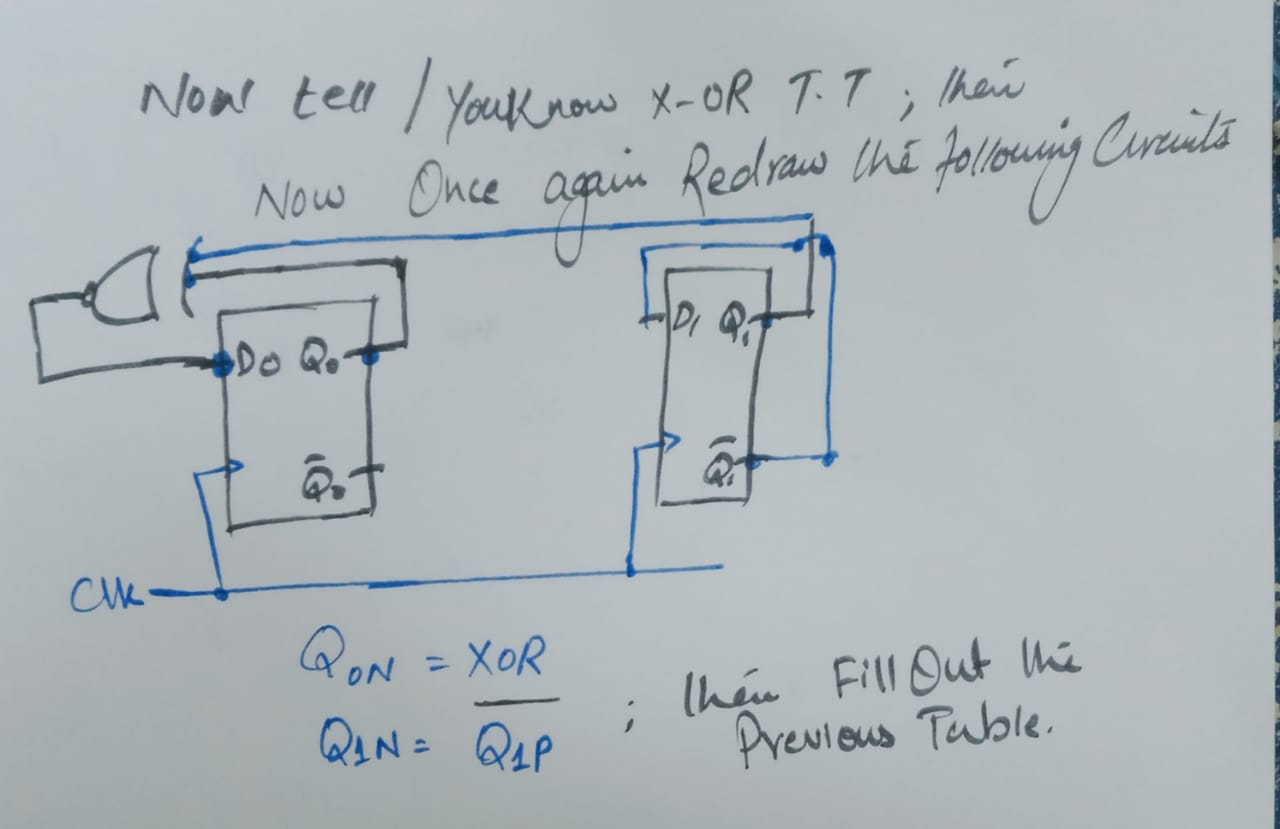 Now tell / You Know X-OR T.T ; then
Now Once again Redraw the following Circuits
D0 Q0
Q̅0
D1 Q1
Q̅1
Clk
Q0N = XOR
Q1N = Q̅1P
; then Fill Out the
Previous Table.